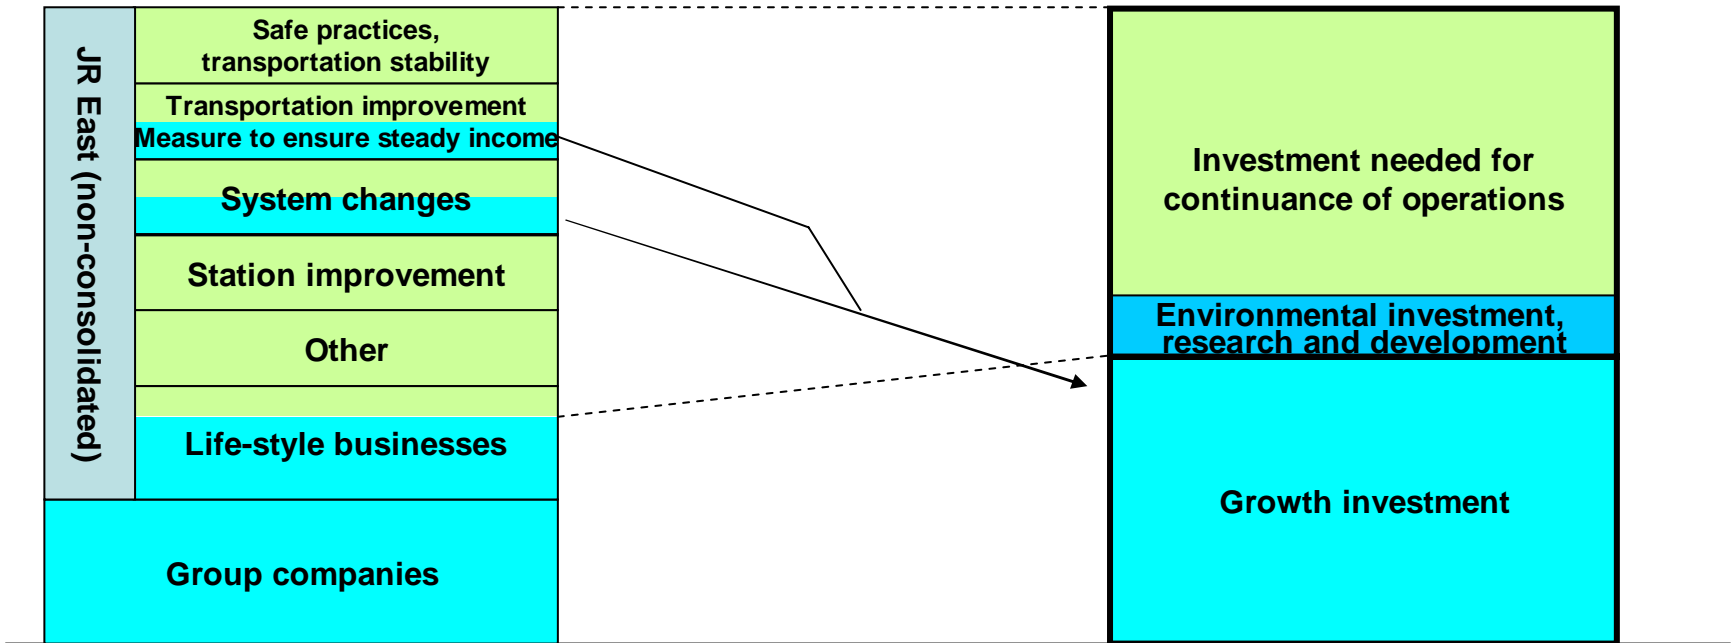 JR East (non-consolidated)
Safe practices,
transportation stability
Transportation improvement
Measure to ensure steady income
System changes
Station improvement
Other
Life-style businesses
Group companies
Investment needed for
continuance of operations
Environmental investment,
research and development
Growth investment